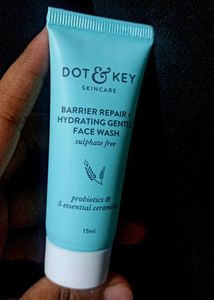 DOT & KEY
SKINCARE
BARRIER REPAIR +
HYDRATING GENTLE
FACE WASH
sulphate free
probiotics &
5 essential ceramides
15ml